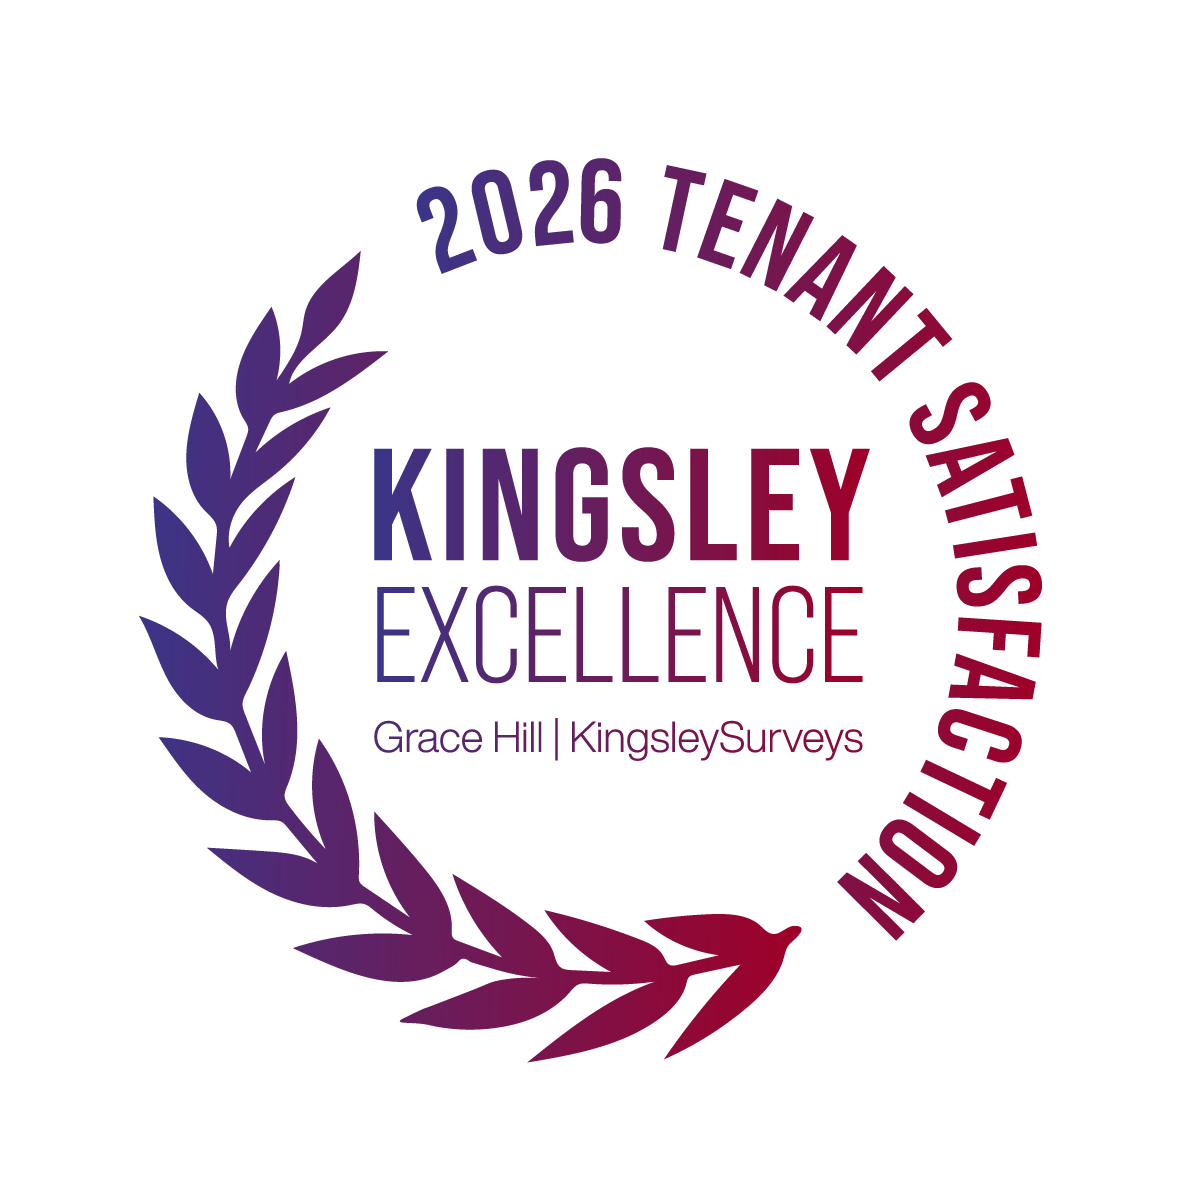 2026 TENANT SATISFACTION
KINGSLEY
EXCELLENCE
Grace Hill | KingsleySurveys